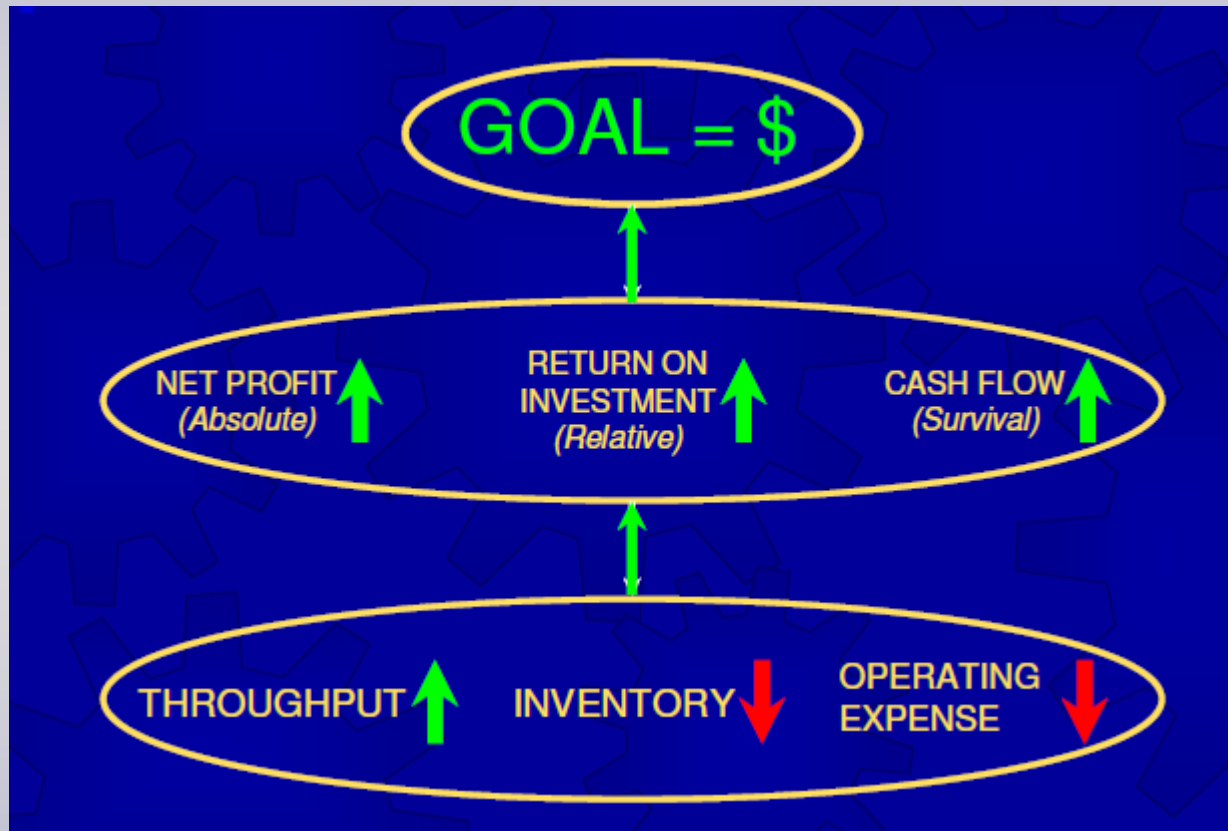 GOAL = $
NET PROFIT
(Absolute)
RETURN ON
INVESTMENT
(Relative)
CASH FLOW
(Survival)
THROUGHPUT
INVENTORY
OPERATING
EXPENSE